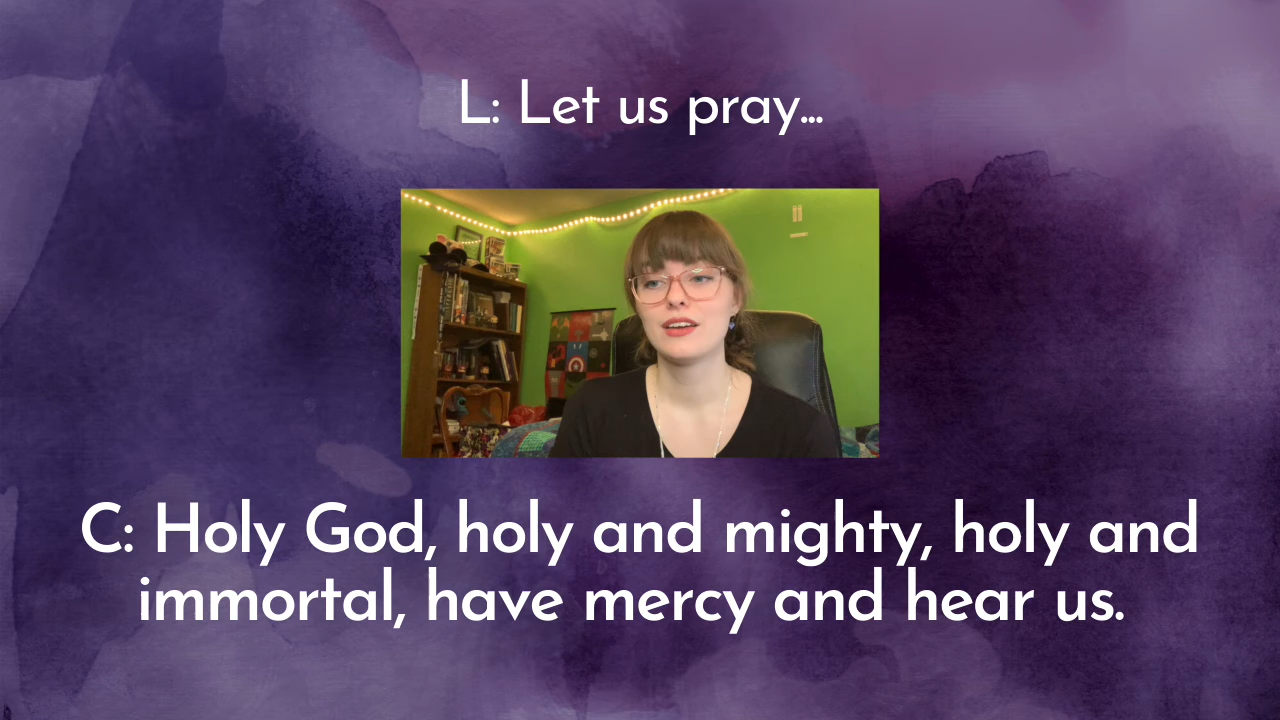 L: Let us pray...
C: Holy God, holy and mighty, holy and
immortal, have mercy and hear us.